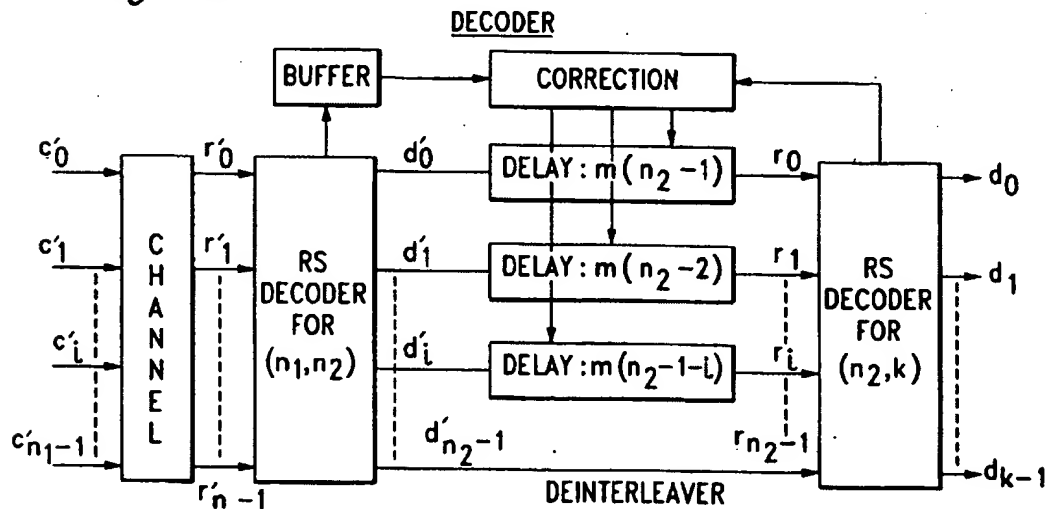 DECODER
BUFFER
CORRECTION
c'0
r'0
d'0
DELAY : m(n2-1)
r0
d0
c'1
r'1
d'1
DELAY : m(n2-2)
r1
d1
CHANNEL
RS
DECODER
FOR
(n1,n2)
RS
DECODER
FOR
(n2,k)
c'i
d'i
DELAY : m(n2-1-i)
ri
c'n1-1
r'n-1
d'n2-1
rn2-1
dk-1
DEINTERLEAVER